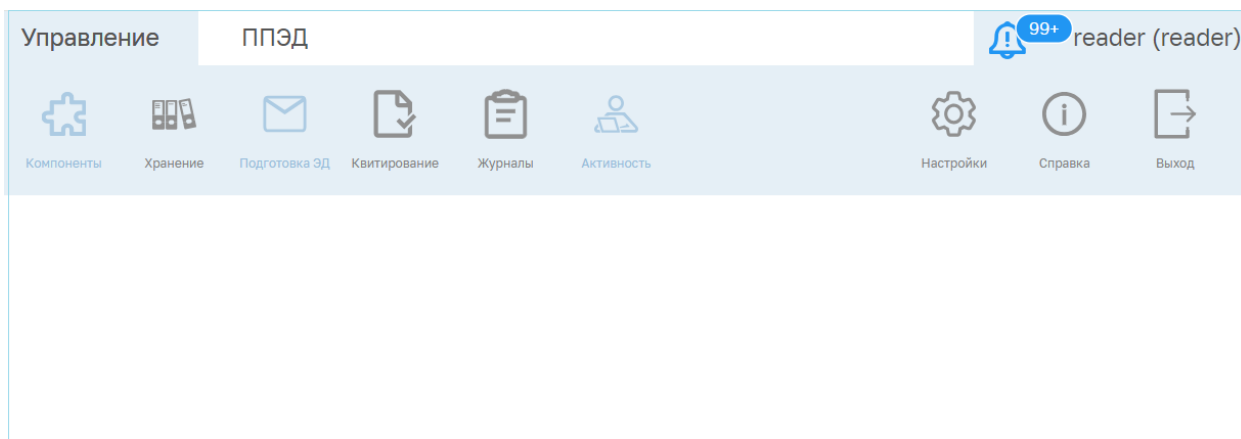 Управление ППЭД 99+ reader (reader)
Компоненты Хранение Подготовка ЭД Квитирование Журналы Активность Настройки Справка Выход